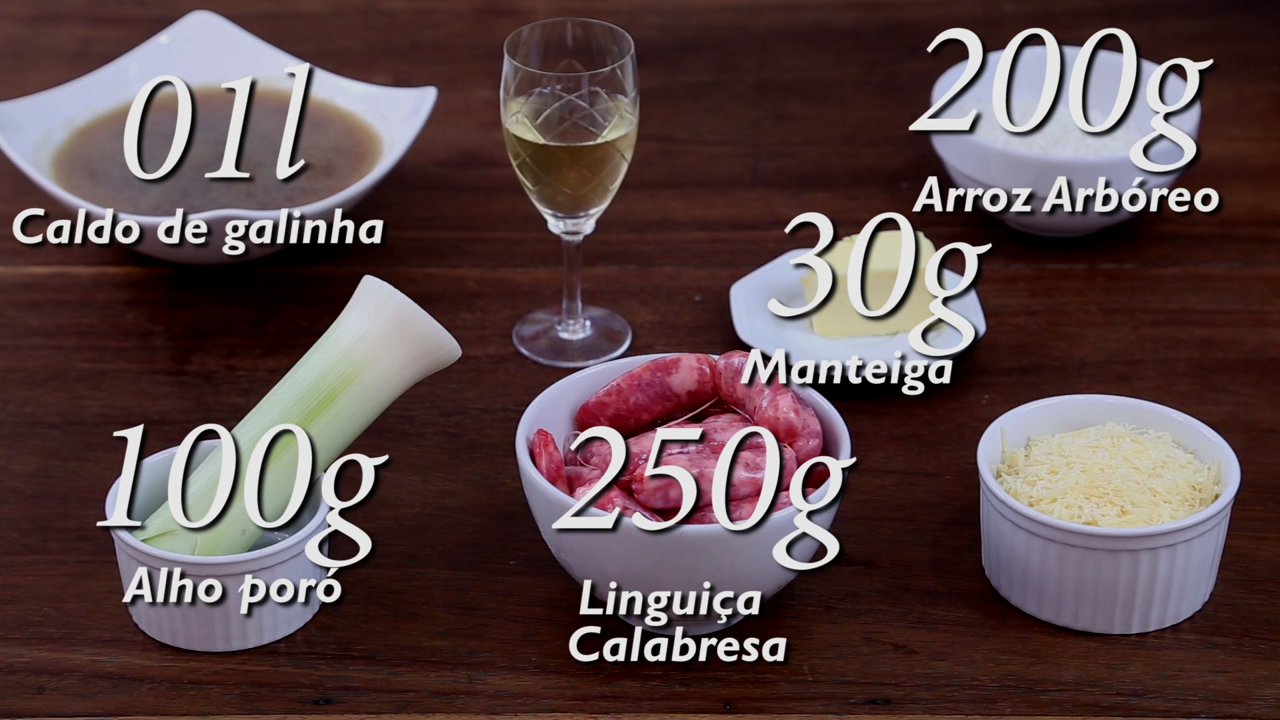 01l
Caldo de galinha
200g
Arroz Arbóreo
30g
Manteiga
100g
Alho poró
250g
Linguiça
Calabresa